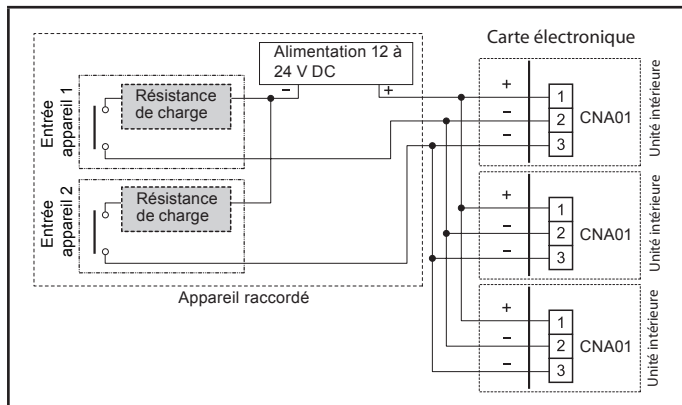 Alimentation 12 à
24 V DC
− +
Carte électronique
Entrée
appareil 1
Résistance
de charge
Entrée
appareil 2
Résistance
de charge
Appareil raccordé
+ 1
− 2 CNA01
− 3
Unité intérieure
+ 1
− 2 CNA01
− 3
Unité intérieure
+ 1
− 2 CNA01
− 3
Unité intérieure